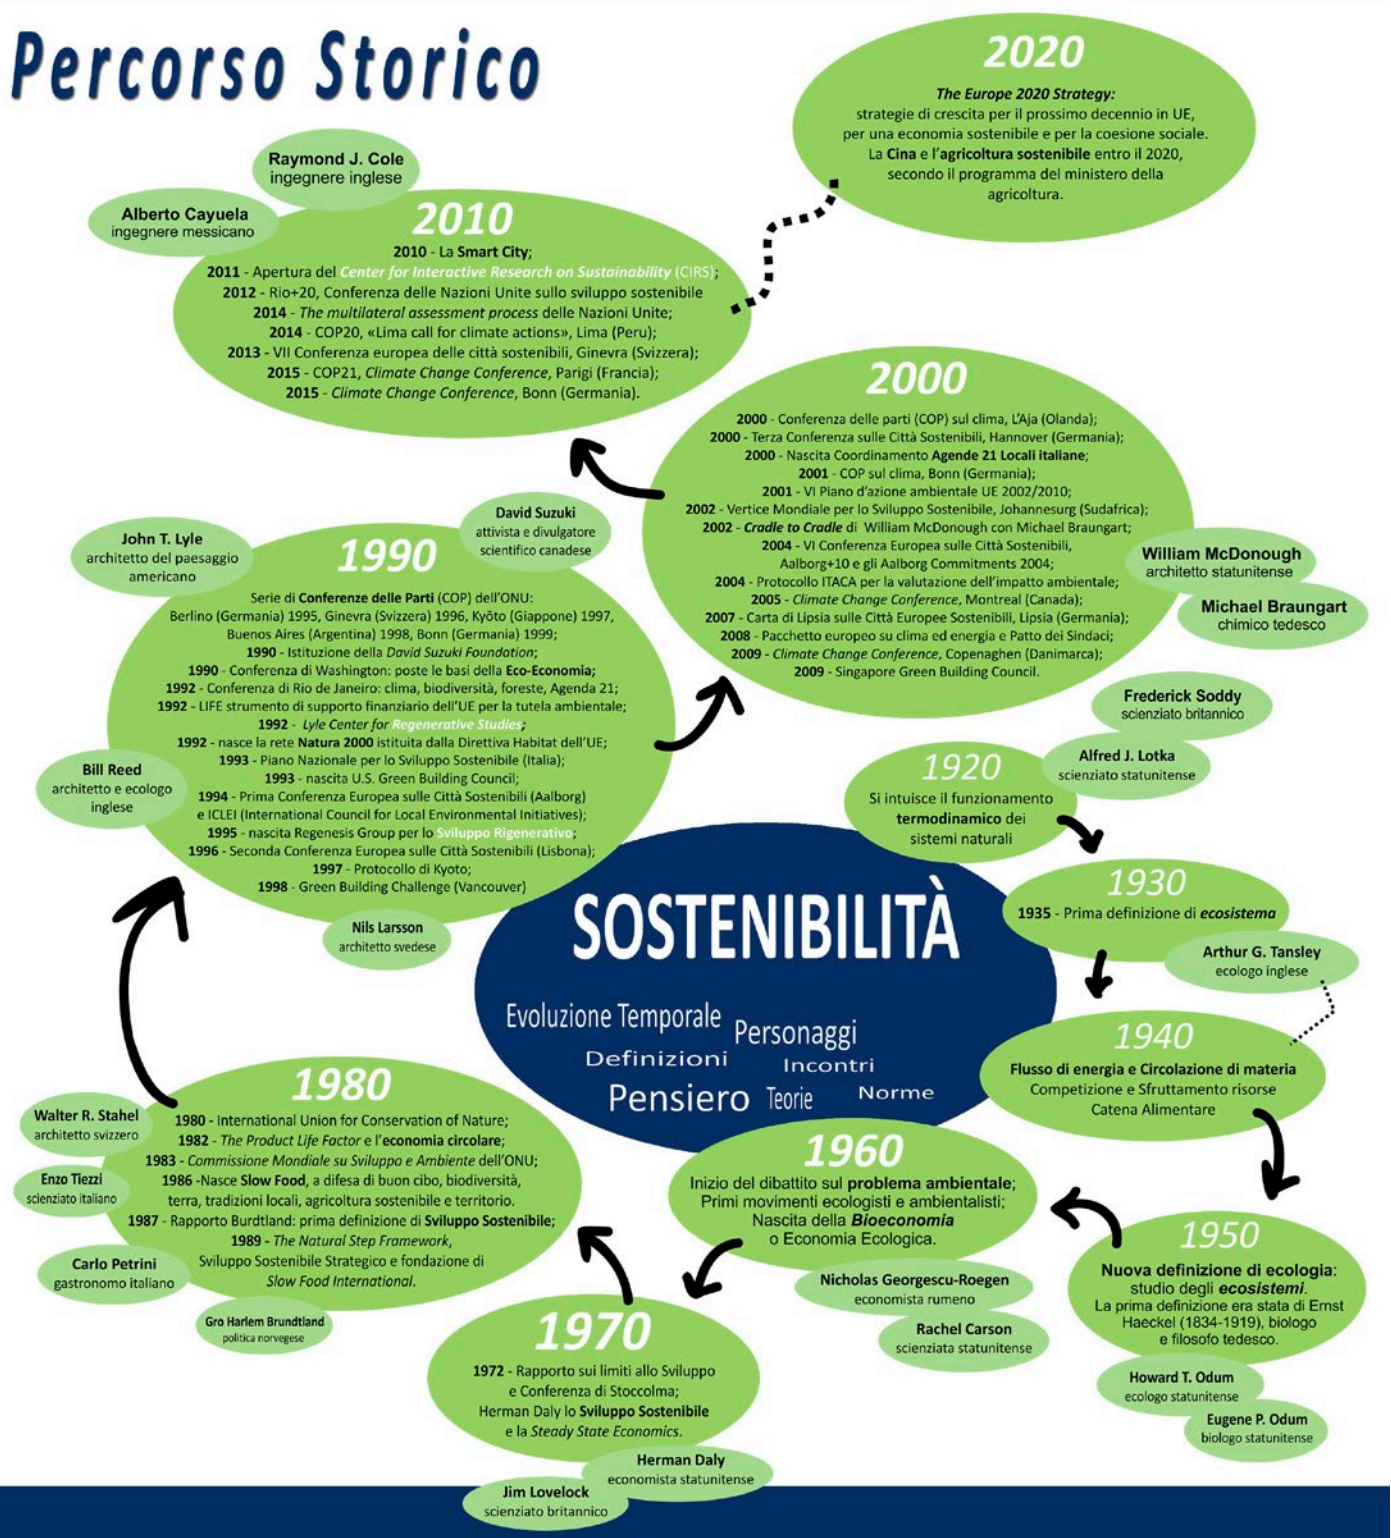 Percorso Storico
2020
The Europe 2020 Strategy:
strategie di crescita per il prossimo decennio in UE,
per una economia sostenibile e per la coesione sociale.
La Cina e l'agricoltura sostenibile entro il 2020,
secondo il programma del ministero della
agricoltura.
Raymond J. Cole
ingegnere inglese
Alberto Cayuela
ingegnere messicano
2010
2010 - La Smart City;
2011 - Apertura del Center for Interactive Research on Sustainability (CIRS);
2012 - Rio+20, Conferenza delle Nazioni Unite sullo sviluppo sostenibile
2014 - The multilateral assessment process delle Nazioni Unite;
2014 - COP20, «Lima call for climate actions», Lima (Peru);
2013 - VII Conferenza europea delle città sostenibili, Ginevra (Svizzera);
2015 - COP21, Climate Change Conference, Parigi (Francia);
2015 - Climate Change Conference, Bonn (Germania).
2000
2000 - Conferenza delle parti (COP) sul clima, L'Aja (Olanda);
2000 - Terza Conferenza sulle Città Sostenibili, Hannover (Germania);
2000 - Nascita Coordinamento Agende 21 Locali italiane;
2001 - COP sul clima, Bonn (Germania);
2001 - VI Piano d'azione ambientale UE 2002/2010;
2002 - Vertice Mondiale per lo Sviluppo Sostenibile, Johannesurg (Sudafrica);
2002 - Cradle to Cradle di William McDonough con Michael Braungart;
2004 - VI Conferenza Europea sulle Città Sostenibili,
Aalborg+10 e gli Aalborg Commitments 2004;
2004 - Protocollo ITACA per la valutazione dell'impatto ambientale;
2005 - Climate Change Conference, Montreal (Canada);
2007 - Carta di Lipsia sulle Città Europee Sostenibili, Lipsia (Germania);
2008 - Pacchetto europeo su clima ed energia e Patto dei Sindaci;
2009 - Climate Change Conference, Copenaghen (Danimarca);
2009 - Singapore Green Building Council.
William McDonough
architetto statunitense
Michael Braungart
chimico tedesco
David Suzuki
attivista e divulgatore
scientifico canadese
John T. Lyle
architetto del paesaggio
americano
1990
Serie di Conferenze delle Parti (COP) dell'ONU:
Berlino (Germania) 1995, Ginevra (Svizzera) 1996, Kyōto (Giappone) 1997,
Buenos Aires (Argentina) 1998, Bonn (Germania) 1999;
1990 - Istituzione della David Suzuki Foundation;
1990 - Conferenza di Washington: poste le basi della Eco-Economia;
1992 - Conferenza di Rio de Janeiro: clima, biodiversità, foreste, Agenda 21;
1992 - LIFE strumento di supporto finanziario dell'UE per la tutela ambientale;
1992 - Lyle Center for Regenerative Studies;
1992 - nasce la rete Natura 2000 istituita dalla Direttiva Habitat dell'UE;
1993 - Piano Nazionale per lo Sviluppo Sostenibile (Italia);
1993 - nascita U.S. Green Building Council;
1994 - Prima Conferenza Europea sulle Città Sostenibili (Aalborg)
e ICLEI (International Council for Local Environmental Initiatives);
1995 - nascita Regenesis Group per lo Sviluppo Rigenerativo;
1996 - Seconda Conferenza Europea sulle Città Sostenibili (Lisbona);
1997 - Protocollo di Kyoto;
1998 - Green Building Challenge (Vancouver)
Bill Reed
architetto e ecologo
inglese
Nils Larsson
architetto svedese
Frederick Soddy
scienziato britannico
Alfred J. Lotka
scienziato statunitense
1920
Si intuisce il funzionamento
termodinamico dei
sistemi naturali
1930
1935 - Prima definizione di ecosistema
Arthur G. Tansley
ecologo inglese
SOSTENIBILITÀ
Evoluzione Temporale
Personaggi
Definizioni
Incontri
Pensiero
Teorie
Norme
1940
Flusso di energia e Circolazione di materia
Competizione e Sfruttamento risorse
Catena Alimentare
1950
Nuova definizione di ecologia:
studio degli ecosistemi.
La prima definizione era stata di Ernst
Haeckel (1834-1919), biologo
e filosofo tedesco.
Howard T. Odum
ecologo statunitense
Eugene P. Odum
biologo statunitense
1960
Inizio del dibattito sul problema ambientale;
Primi movimenti ecologisti e ambientalisti;
Nascita della Bioeconomia
o Economia Ecologica.
Nicholas Georgescu-Roegen
economista rumeno
Rachel Carson
scienziata statunitense
1970
1972 - Rapporto sui limiti allo Sviluppo
e Conferenza di Stoccolma;
Herman Daly lo Sviluppo Sostenibile
e la Steady State Economics.
Herman Daly
economista statunitense
Jim Lovelock
scienziato britannico
1980
1980 - International Union for Conservation of Nature;
1982 - The Product Life Factor e l'economia circolare;
1983 - Commissione Mondiale su Sviluppo e Ambiente dell'ONU;
1986 -Nasce Slow Food, a difesa di buon cibo, biodiversità,
terra, tradizioni locali, agricoltura sostenibile e territorio.
1987 - Rapporto Burdtland: prima definizione di Sviluppo Sostenibile;
1989 - The Natural Step Framework,
Sviluppo Sostenibile Strategico e fondazione di
Slow Food International.
Walter R. Stahel
architetto svizzero
Enzo Tiezzi
scienziato italiano
Carlo Petrini
gastronomo italiano
Gro Harlem Brundtland
politica norvegese